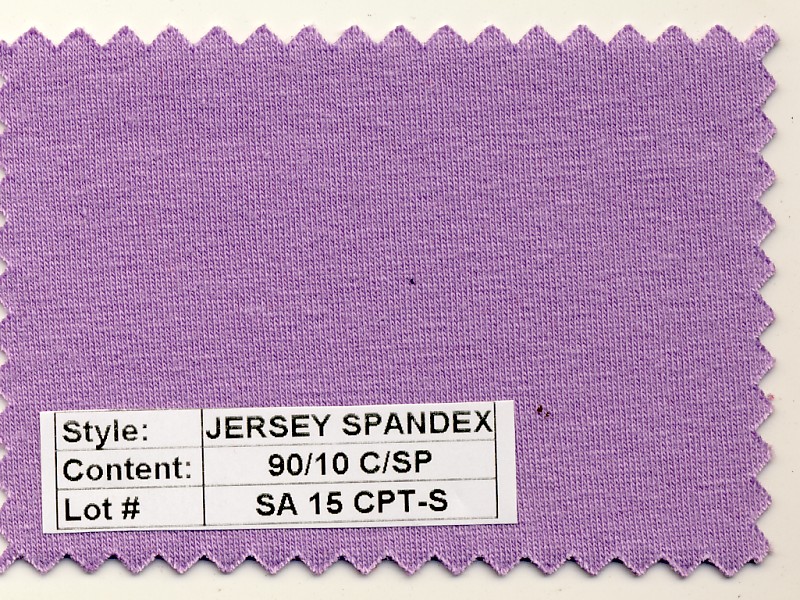 Style: JERSEY SPANDEX
Content: 90/10 C/SP
Lot # SA 15 CPT-S